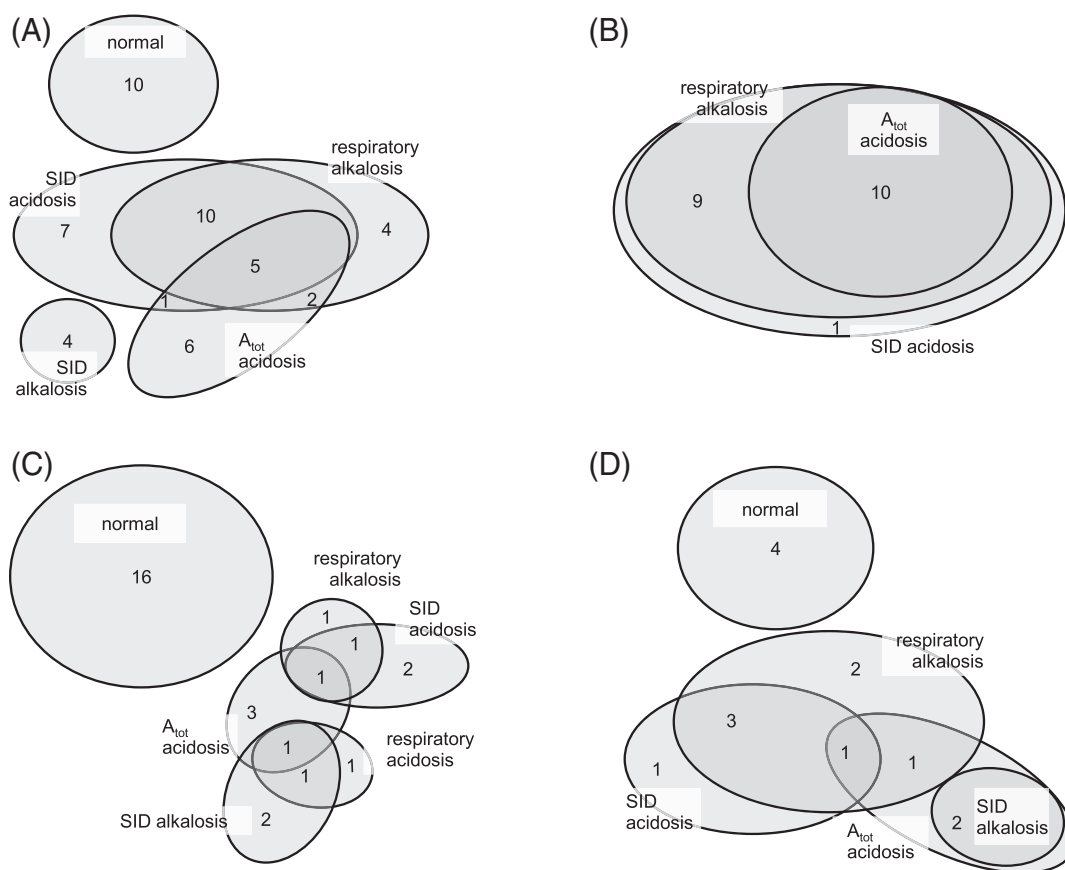 (A)
normal
10
SID
acidosis
respiratory
alkalosis
7
10
4
5
1
2
6
A_tot
acidosis
4
SID
alkalosis
(B)
respiratory
alkalosis
A_tot
acidosis
9
10
1
SID acidosis
(C)
normal
16
respiratory
alkalosis
1
SID
acidosis
1
1
2
3
A_tot
acidosis
1
1
1
respiratory
acidosis
SID alkalosis
2
(D)
normal
4
respiratory
alkalosis
2
3
1
1
1
SID
acidosis
A_tot
acidosis
2
SID
alkalosis